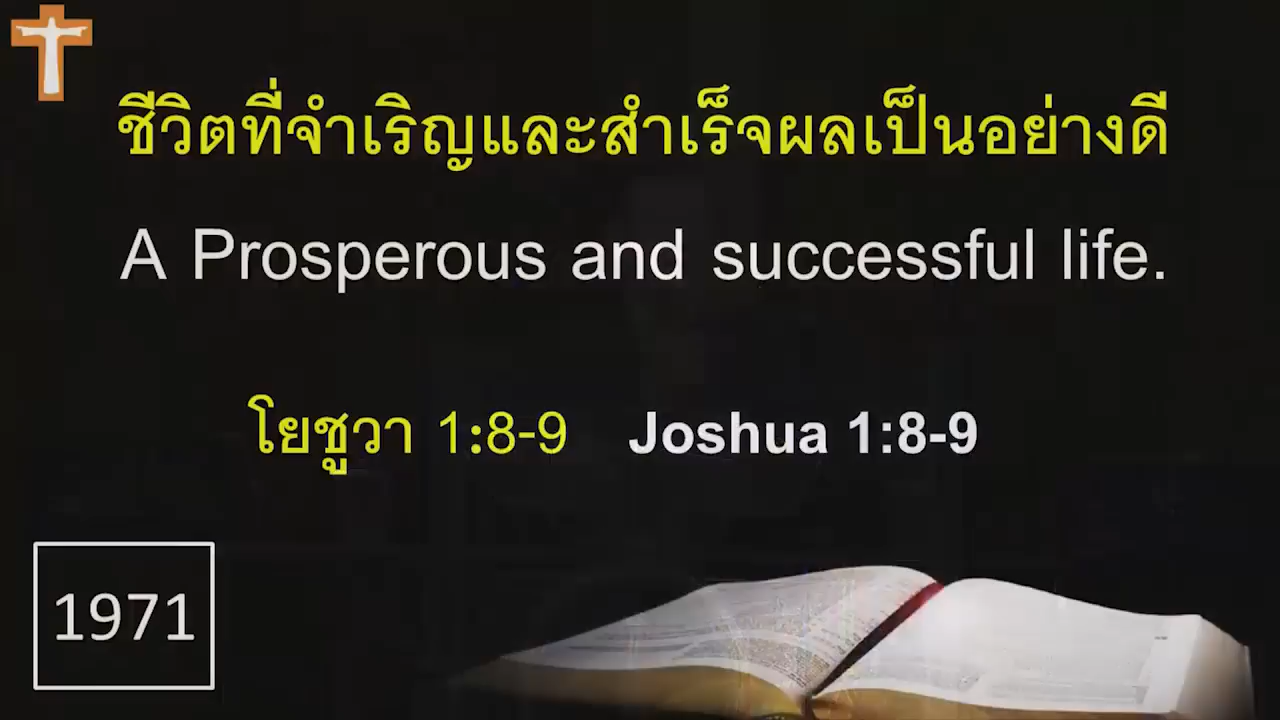 ชีวิตที่จำเริญและสำเร็จผลเป็นอย่างดี
A Prosperous and successful life.
โยชูวา 1:8-9 Joshua 1:8-9
1971